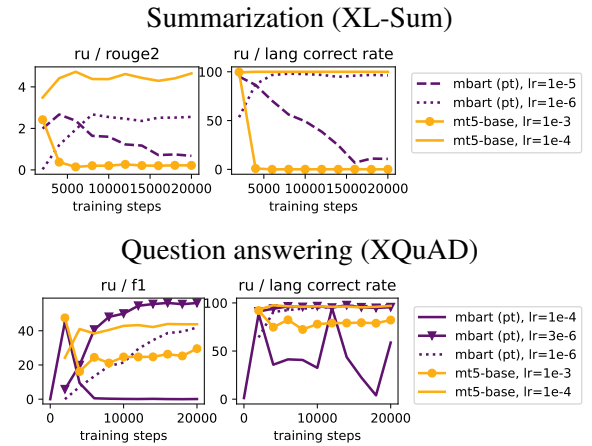 Summarization (XL-Sum)
ru / rouge2
ru / lang correct rate
4
2
0
100
50
0
5000 10000 15000 20000
5000 10000 15000 20000
training steps
training steps
mbart (pt), lr=1e-5
mbart (pt), lr=1e-6
mt5-base, lr=1e-3
mt5-base, lr=1e-4
Question answering (XQuAD)
ru / f1
ru / lang correct rate
40
20
0
100
50
0
0 10000 20000
0 10000 20000
training steps
training steps
mbart (pt), lr=1e-4
mbart (pt), lr=3e-6
mbart (pt), lr=1e-6
mt5-base, lr=1e-3
mt5-base, lr=1e-4